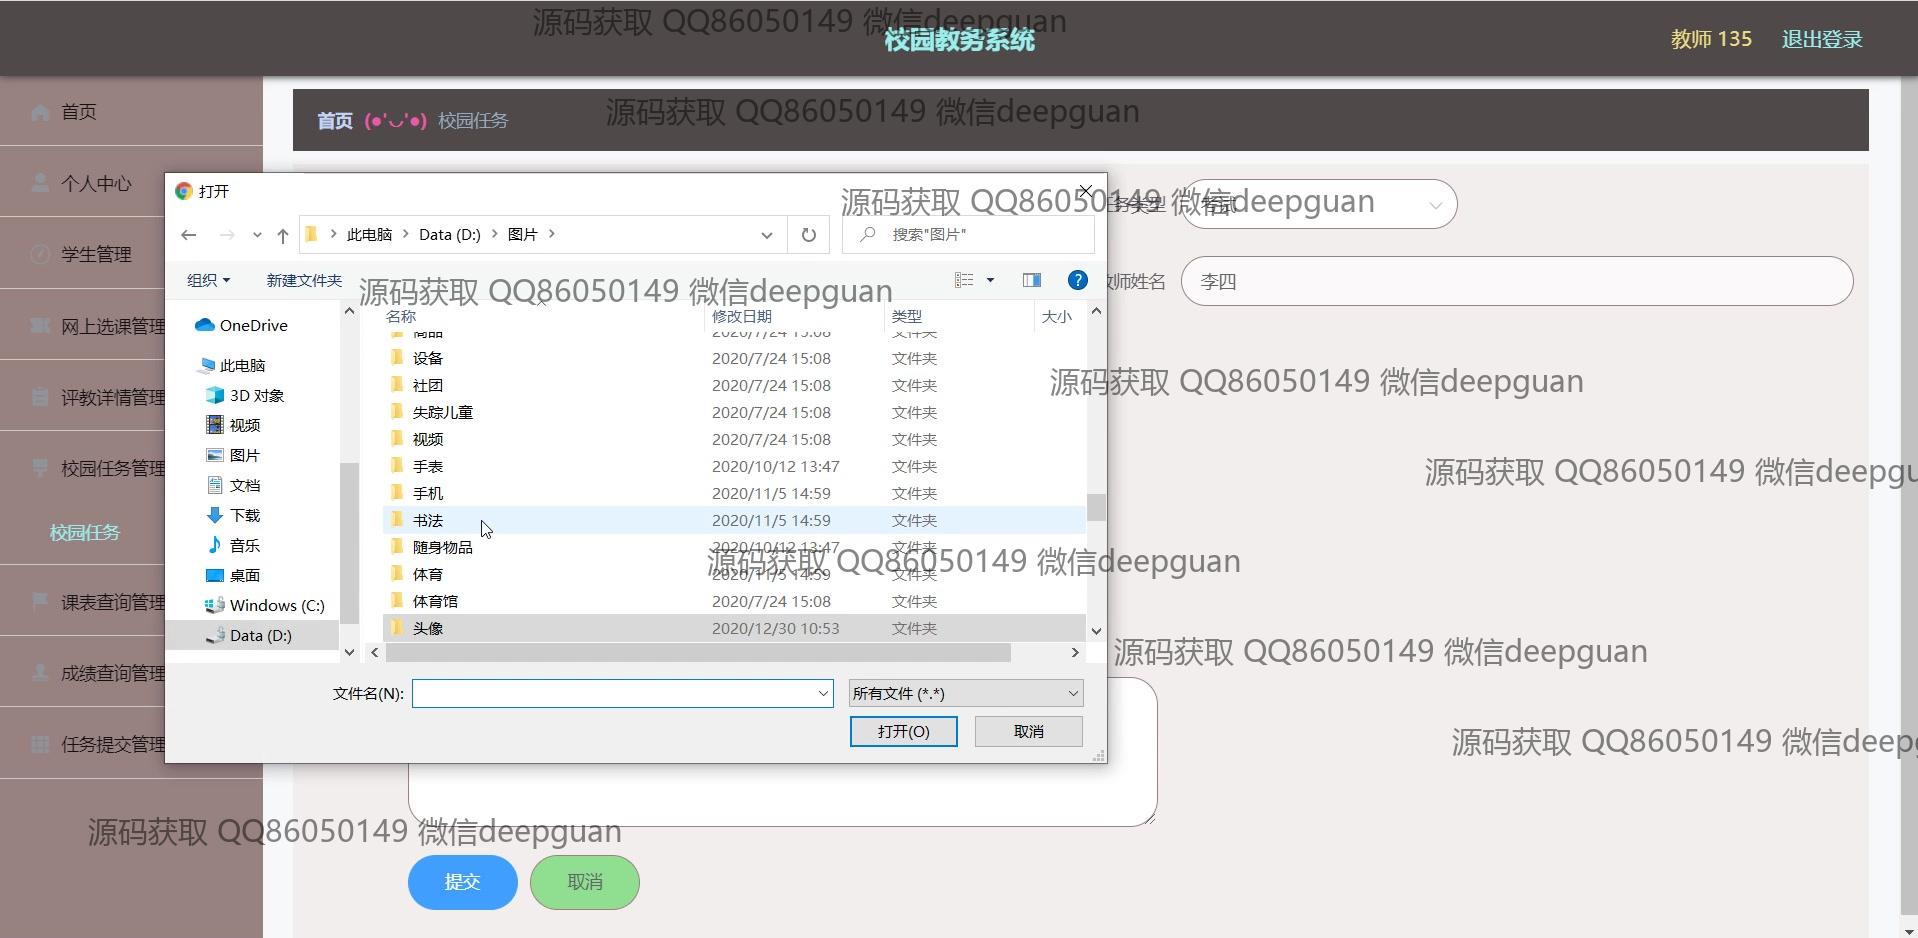 源码获取 QQ86050149 微信deepguan
校园教务系统
教师 135
退出登录
首页
个人中心
学生管理
网上选课管理
评教详情管理
校园任务管理
校园任务
课表查询管理
成绩查询管理
任务提交管理
首页 (●'◡'●) 校园任务
源码获取 QQ86050149 微信deepguan
打开
源码获取 QQ86050149 微信deepguan
任务类型
考试
此电脑 > Data (D:) > 图片 >
搜索"图片"
教师姓名
李四
组织
新建文件夹
源码获取 QQ86050149 微信deepguan
OneDrive
此电脑
3D 对象
视频
图片
文档
下载
音乐
桌面
Windows (C:)
Data (D:)
名称 修改日期 类型 大小
商品 2020/7/24 15:08 文件夹
设备 2020/7/24 15:08 文件夹
社团 2020/7/24 15:08 文件夹
失踪儿童 2020/7/24 15:08 文件夹
视频 2020/7/24 15:08 文件夹
手表 2020/10/12 13:47 文件夹
手机 2020/11/5 14:59 文件夹
书法 2020/11/5 14:59 文件夹
随身物品 2020/10/12 13:47 文件夹
体育 2020/11/5 14:59 文件夹
体育馆 2020/7/24 15:08 文件夹
头像 2020/12/30 10:53 文件夹
源码获取 QQ86050149 微信deepguan
源码获取 QQ86050149 微信deepgu
源码获取 QQ86050149 微信deepguan
源码获取 QQ86050149 微信deepguan
文件名(N):
所有文件 (*.*)
打开(O)
取消
源码获取 QQ86050149 微信deepg
源码获取 QQ86050149 微信deepguan
提交
取消